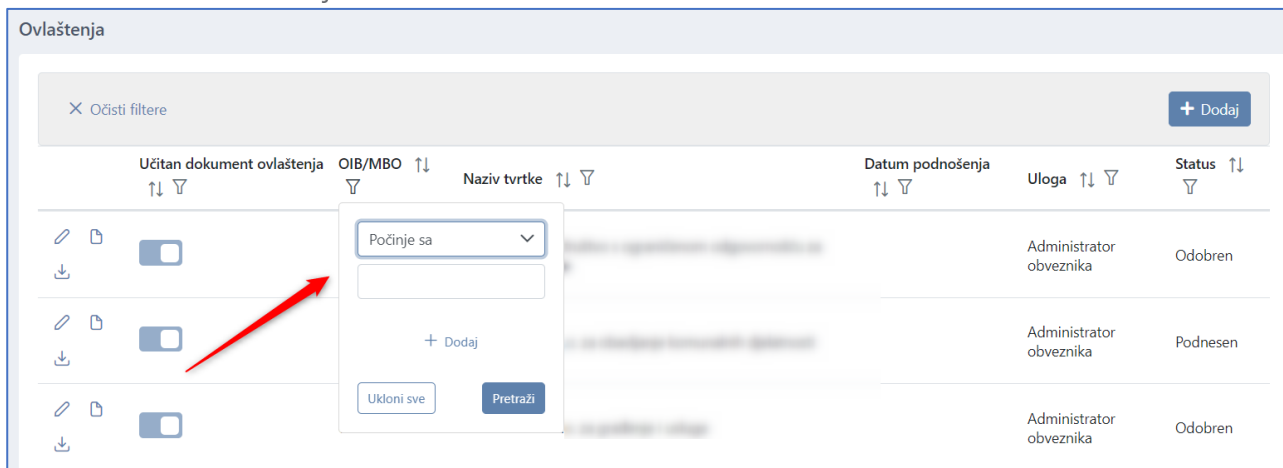 Ovlaštenja
Očisti filtere
Dodaj
Učitan dokument ovlaštenja
OIB/MBO
Naziv tvrtke
Datum podnošenja
Uloga
Status
Počinje sa
Dodaj
Ukloni sve
Pretraži
Administrator
obveznika
Odobren
Administrator
obveznika
Podnesen
Administrator
obveznika
Odobren